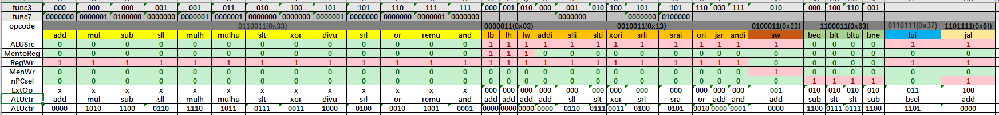 func3 000 000 000 001 001 011 010 100 101 101 110 111 111 000 001 010 000 001 010 100 101 101 110 000 111 010 000 100 110 001
func7 0000000 0000001 0100000 0000000 0000001 0000001 0000000 0000000 0000001 0000000 0000000 0000001 0000000 0000000 0000000 0100000
opcode 0110011(0x33) 0000011(0x03) 0010011(0x13) 0100011(0x23) 1100011(0x63) 0110111(0x37) 1101111(0x6f)
add mul sub sll mulh mulhu slt xor divu srl or remu and lb lh lw addi slli slti xori srli srai ori jar andi sw beq blt bltu bne lui jal
ALUSrc 0 0 0 0 0 0 0 0 0 0 0 0 0 1 1 1 1 1 1 1 1 1 1 1 1 1 0 0 0 0 1 1
MentoReg 0 0 0 0 0 0 0 0 0 0 0 0 0 1 1 1 0 0 0 0 0 0 0 0 0 0 0 0 0 0 0 0
RegWr 1 1 1 1 1 1 1 1 1 1 1 1 1 1 1 1 1 1 1 1 1 1 1 1 1 0 0 0 0 0 1 1
MenWr 0 0 0 0 0 0 0 0 0 0 0 0 0 0 0 0 0 0 0 0 0 0 0 0 0 1 0 0 0 0 0 0
nPCsel 0 0 0 0 0 0 0 0 0 0 0 0 0 0 0 0 0 0 0 0 0 0 0 0 0 0 1 1 1 1 0 1
ExtOp x x x x x x x x x x x x x 000 000 000 000 000 000 000 000 000 000 000 000 001 010 010 010 010 011 100
ALUctr add mul sub sll mulh mulhu slt xor divu srl or remu and add add add add sll slt xor srl sra or add and add sub slt slt sub bsel add
ALUctr 0000 1010 1100 0110 1110 1011 0111 0011 1000 0100 0010 1001 0001 0000 0000 0000 0000 0110 0111 0011 0100 0101 0010 0000 0001 0000 1100 0111 0111 1100 1101 0000